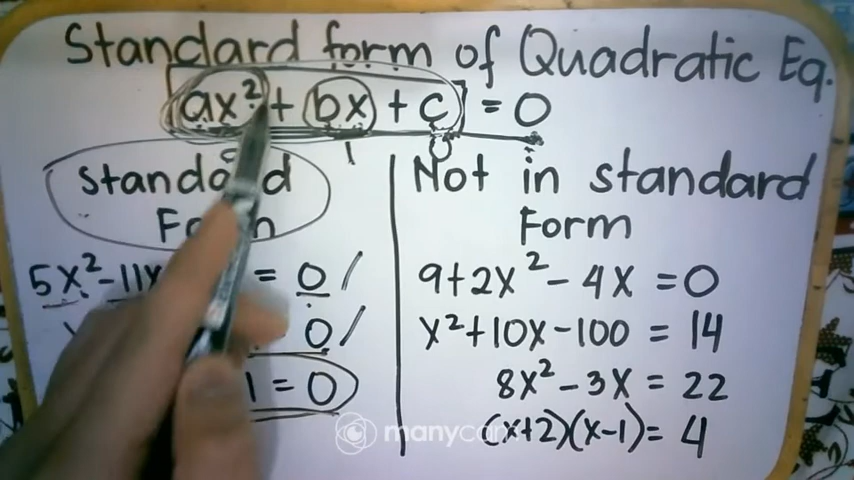 Standard form of Quadratic Eq.
ax² + bx + c = 0
Standard
Form
5x² - 11x = 0 /
0 /
1 = 0
Not in standard
Form
9 + 2x² - 4x = 0
x² + 10x - 100 = 14
8x² - 3x = 22
(x+2)(x-1) = 4
manycam